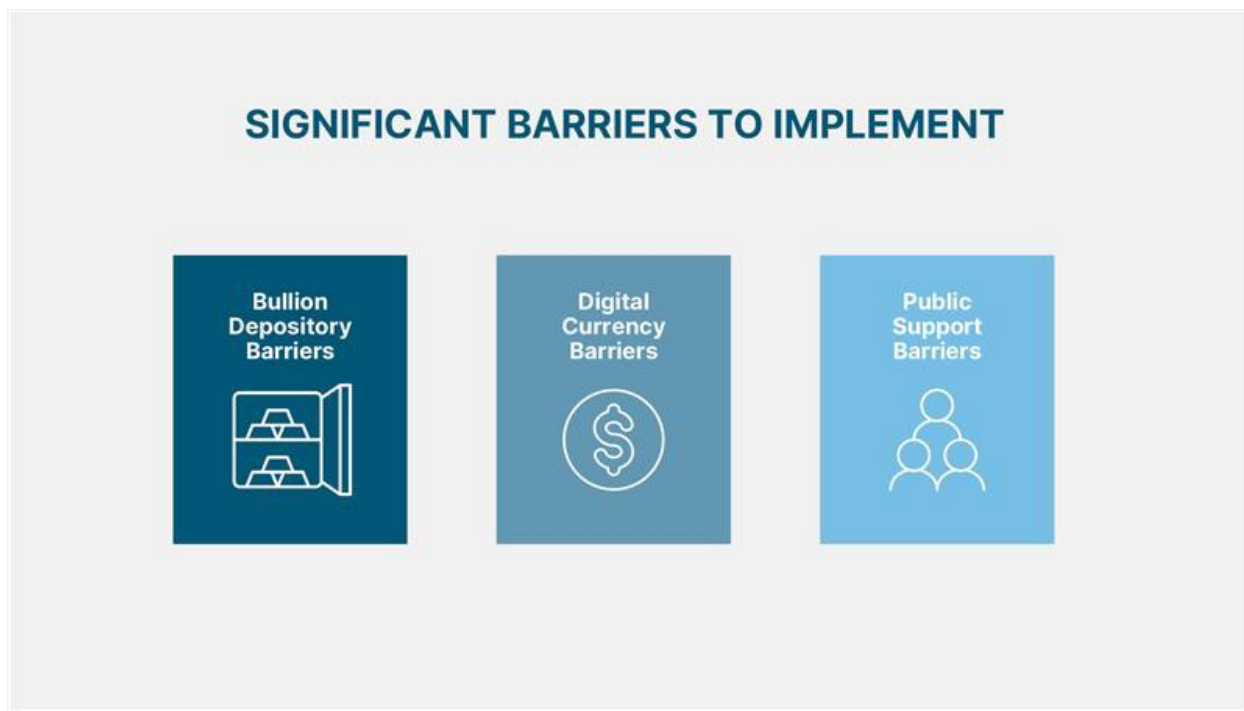 SIGNIFICANT BARRIERS TO IMPLEMENT
Bullion
Depository
Barriers
Digital
Currency
Barriers
Public
Support
Barriers